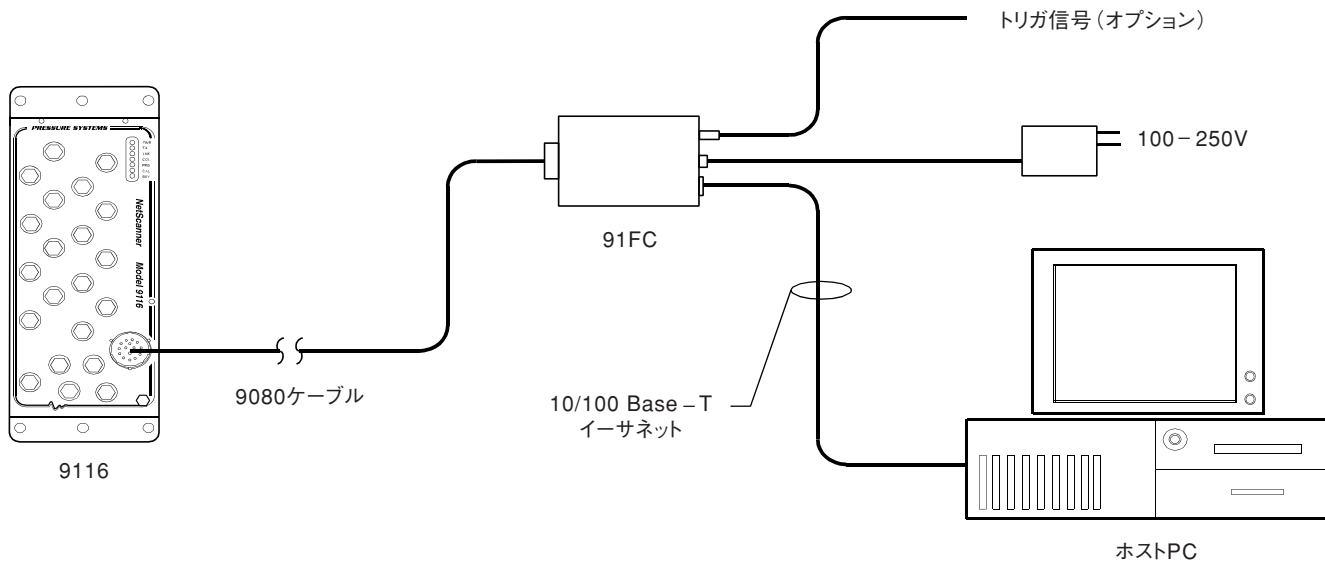 トリガ信号（オプション）
PRESSURE SYSTEMS
100－250V
NetScanner Model 9116
91FC
9080ケーブル
10/100 Base－T
イーサネット
9116
ホストPC